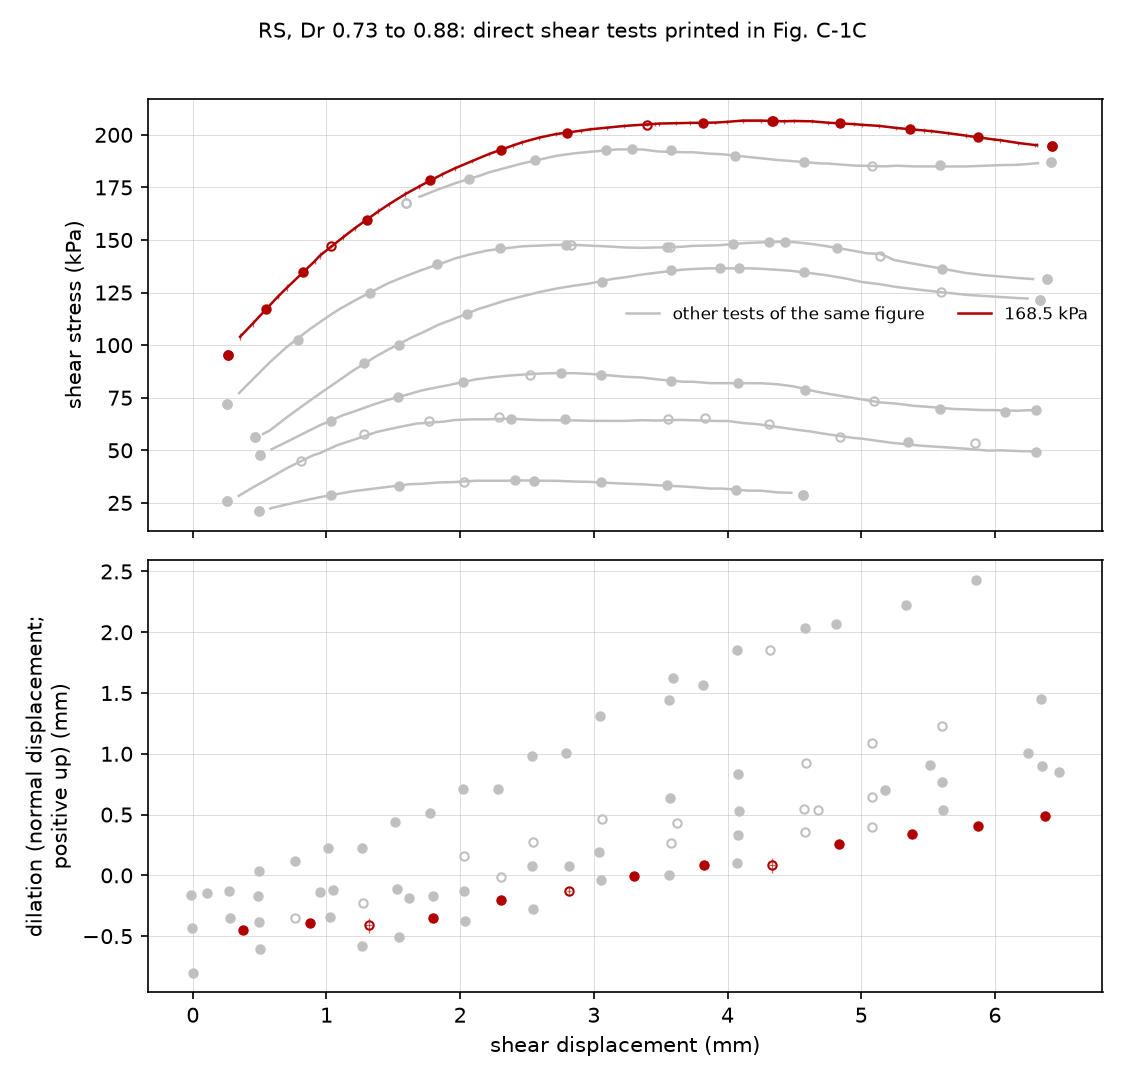 RS, Dr 0.73 to 0.88: direct shear tests printed in Fig. C-1C
200
175
150
125
100
75
50
25
shear stress (kPa)
other tests of the same figure
168.5 kPa
2.5
2.0
1.5
1.0
0.5
0.0
−0.5
dilation (normal displacement;
positive up) (mm)
0 1 2 3 4 5 6
shear displacement (mm)